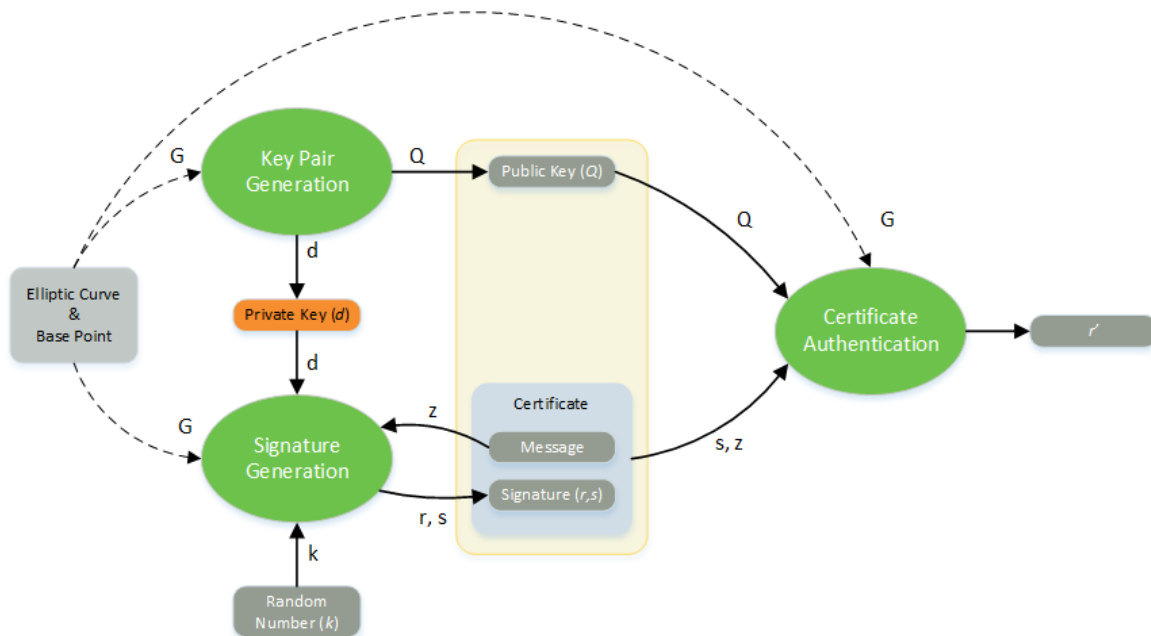 G
Key Pair
Generation
Q
Public Key (Q)
Q
G
d
Elliptic Curve
&
Base Point
Private Key (d)
Certificate
Authentication
r'
d
G
Signature
Generation
z
Certificate
Message
Signature (r,s)
s, z
r, s
k
Random
Number (k)